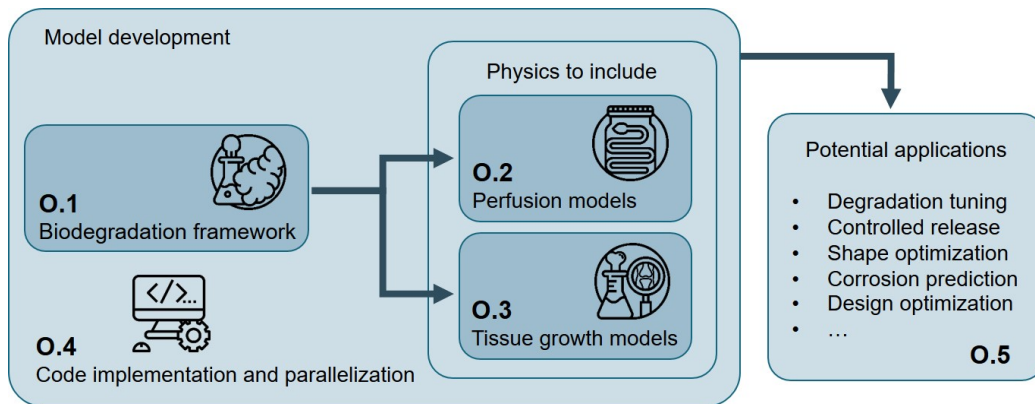 Model development
Physics to include
O.1
Biodegradation framework
O.2
Perfusion models
O.3
Tissue growth models
</>...
O.4
Code implementation and parallelization
Potential applications
• Degradation tuning
• Controlled release
• Shape optimization
• Corrosion prediction
• Design optimization
• ...
O.5